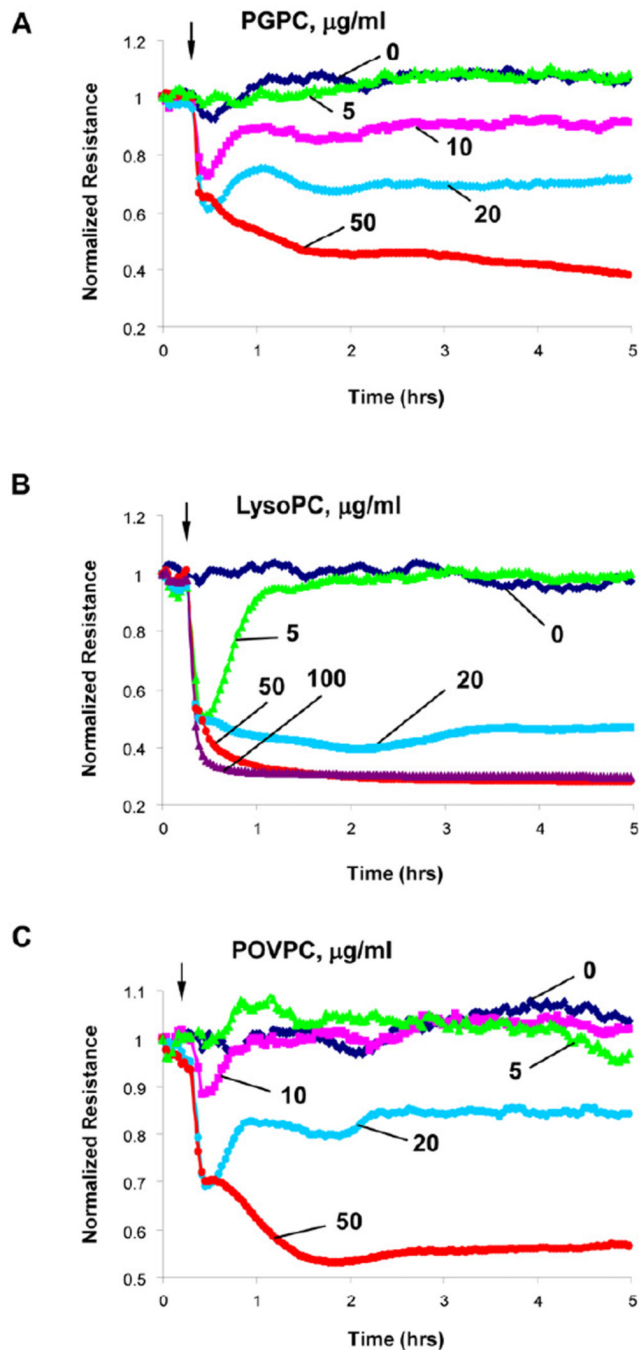 A
PGPC, µg/ml
Normalized Resistance
1.2
1
0.8
0.6
0.4
0.2
0
5
10
20
50
0 1 2 3 4 5
Time (hrs)
B
LysoPC, µg/ml
Normalized Resistance
1.2
1
0.8
0.6
0.4
0.2
5
0
50 100 20
0 1 2 3 4 5
Time (hrs)
C
POVPC, µg/ml
Normalized Resistance
1.1
1
0.9
0.8
0.7
0.6
0.5
0
5
10
20
50
0 1 2 3 4 5
Time (hrs)